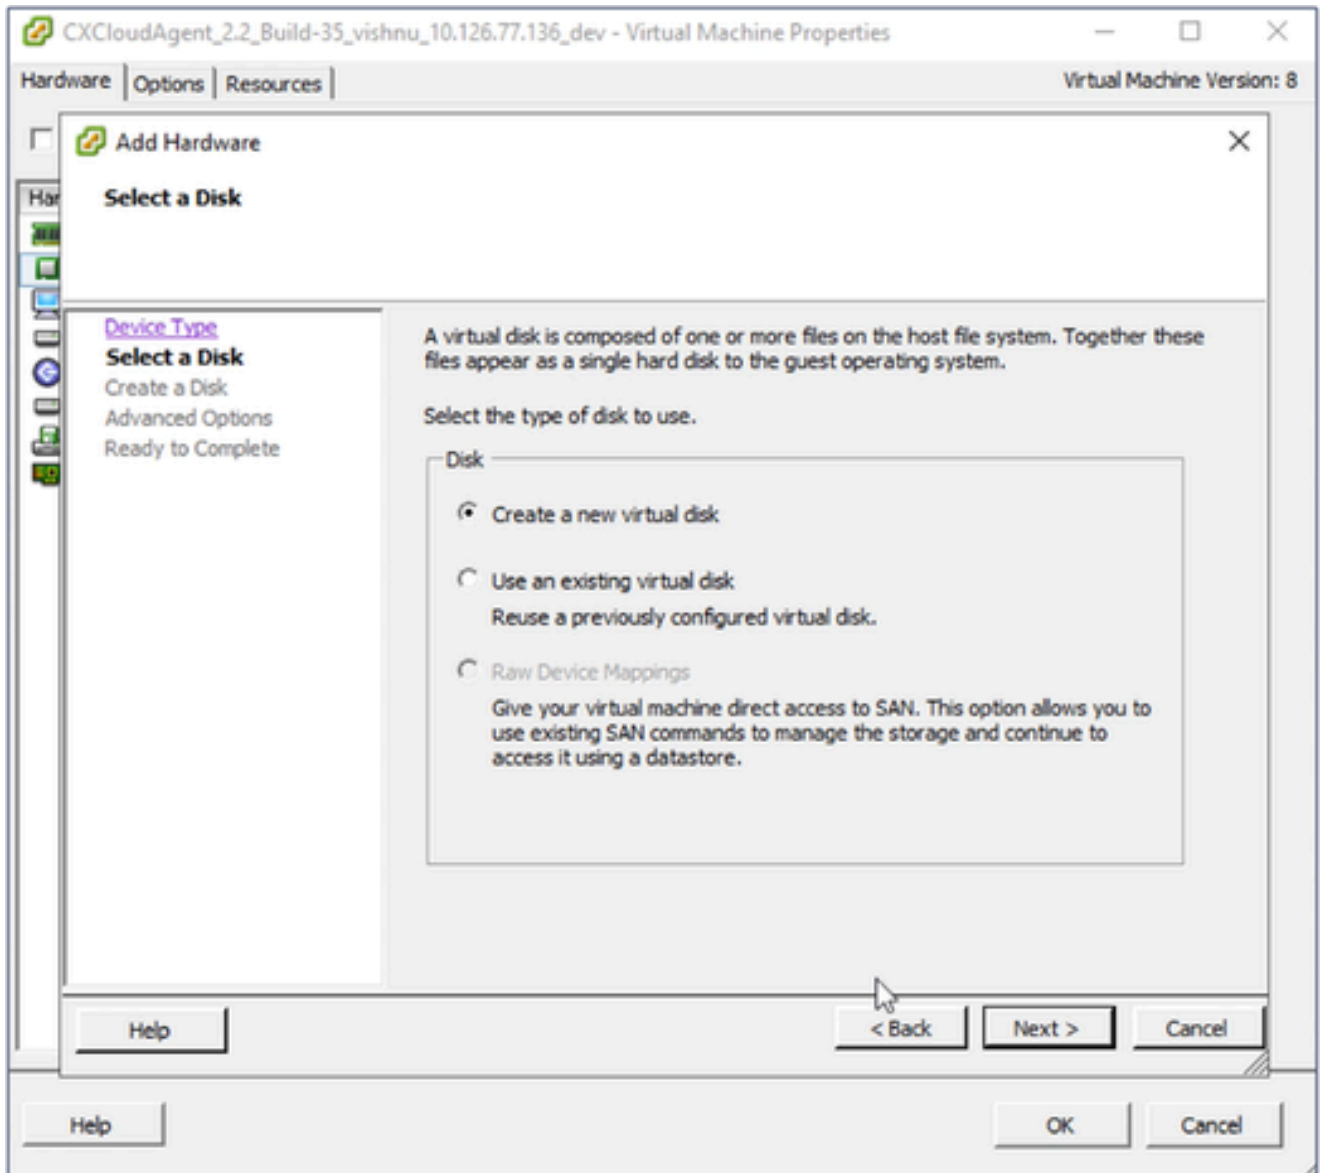 CXCloudAgent_2.2_Build-35_vishnu_10.126.77.136_dev - Virtual Machine Properties
Hardware
Options
Resources
Virtual Machine Version: 8
Add Hardware
Select a Disk
Har
Device Type
Select a Disk
Create a Disk
Advanced Options
Ready to Complete
A virtual disk is composed of one or more files on the host file system. Together these
files appear as a single hard disk to the guest operating system.
Select the type of disk to use.
Disk
Create a new virtual disk
Use an existing virtual disk
Reuse a previously configured virtual disk.
Raw Device Mappings
Give your virtual machine direct access to SAN. This option allows you to
use existing SAN commands to manage the storage and continue to
access it using a datastore.
Help
< Back
Next >
Cancel
Help
OK
Cancel